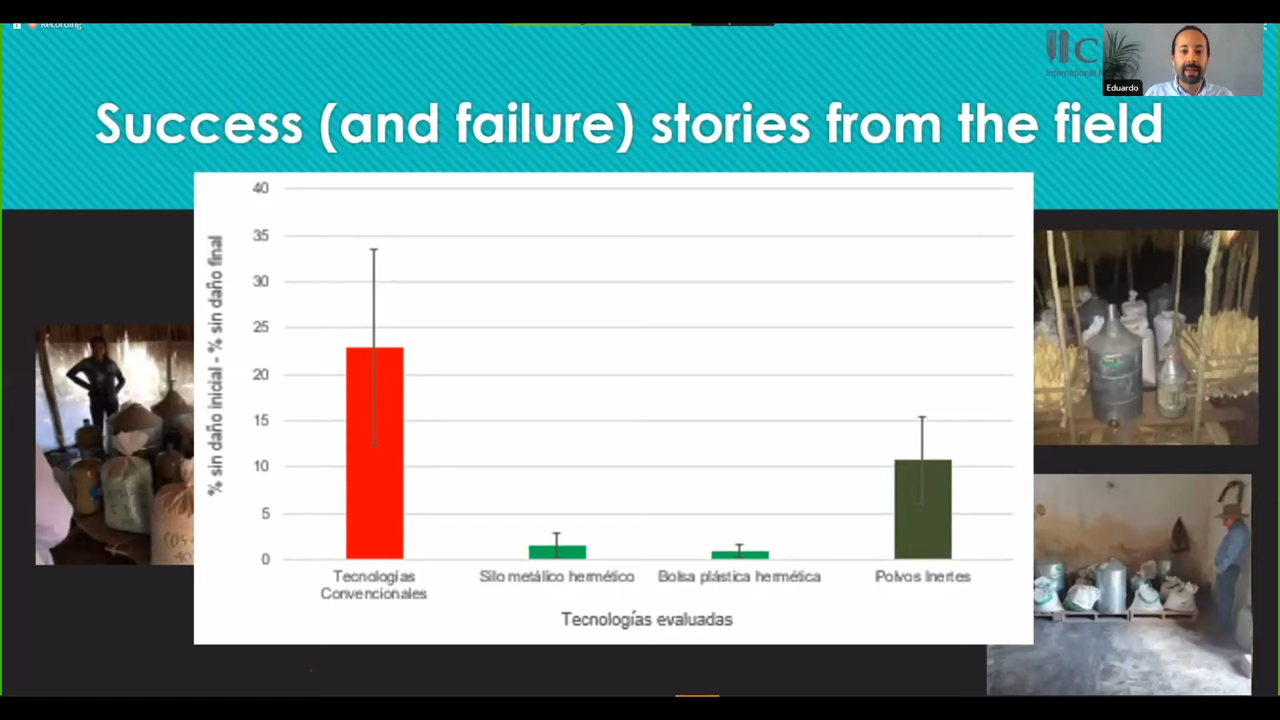 Recording
Success (and failure) stories from the field
Eduardo
40
35
30
25
20
15
10
5
0
% sin daño inicial - % sin daño final
Tecnologías
Convencionales
Silo metálico hermético
Bolsa plástica hermética
Polvos Inertes
Tecnologías evaluadas